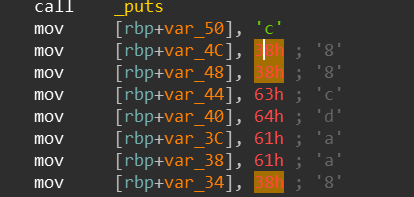 call _puts
mov [rbp+var_50], 'c'
mov [rbp+var_4C], 38h ; '8'
mov [rbp+var_48], 38h ; '8'
mov [rbp+var_44], 63h ; 'c'
mov [rbp+var_40], 64h ; 'd'
mov [rbp+var_3C], 61h ; 'a'
mov [rbp+var_38], 61h ; 'a'
mov [rbp+var_34], 38h ; '8'